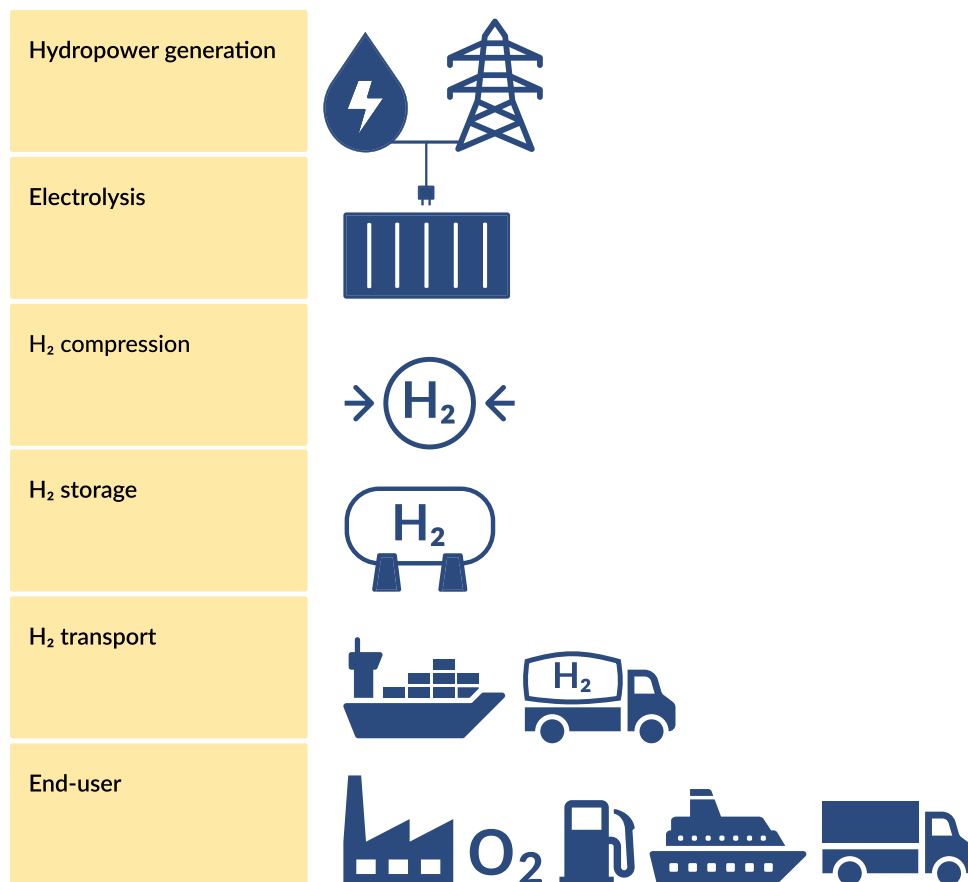 Hydropower generation
Electrolysis
H₂ compression
H₂
H₂ storage
H₂
H₂ transport
H₂
End-user
O₂